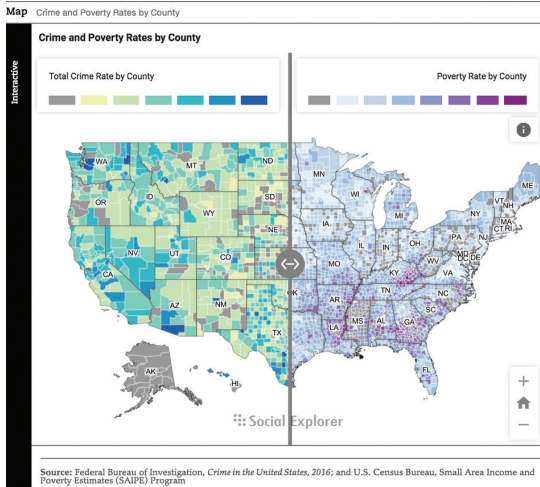 Map Crime and Poverty Rates by County
Interactive
Crime and Poverty Rates by County
Total Crime Rate by County
Poverty Rate by County
WA
MT
ND
MN
ME
OR
ID
SD
WI
VT
NH
WY
MI
NY
MA
CT RI
NE
IA
PA
NJ
NV
UT
CO
IL
IN
OH
DC DE
CA
MO
WV
VA
KY
AZ
NM
OK
TN
NC
AR
SC
TX
LA
MS
AL
GA
FL
AK
HI
Social Explorer
Source: Federal Bureau of Investigation, Crime in the United States, 2016; and U.S. Census Bureau, Small Area Income and
Poverty Estimates (SAIPE) Program